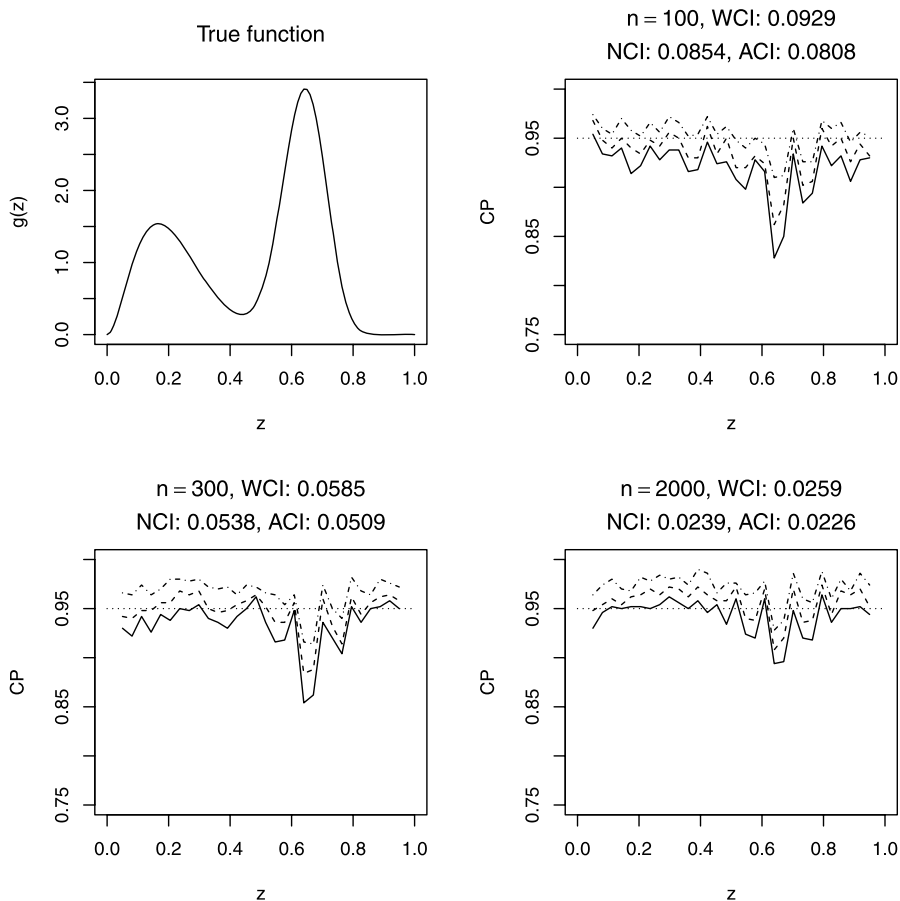 True function
g(z)
3.0
2.0
1.0
0.0
0.0 0.2 0.4 0.6 0.8 1.0
z
n = 100, WCI: 0.0929
NCI: 0.0854, ACI: 0.0808
CP
0.95
0.85
0.75
0.0 0.2 0.4 0.6 0.8 1.0
z
n = 300, WCI: 0.0585
NCI: 0.0538, ACI: 0.0509
CP
0.95
0.85
0.75
0.0 0.2 0.4 0.6 0.8 1.0
z
n = 2000, WCI: 0.0259
NCI: 0.0239, ACI: 0.0226
CP
0.95
0.85
0.75
0.0 0.2 0.4 0.6 0.8 1.0
z